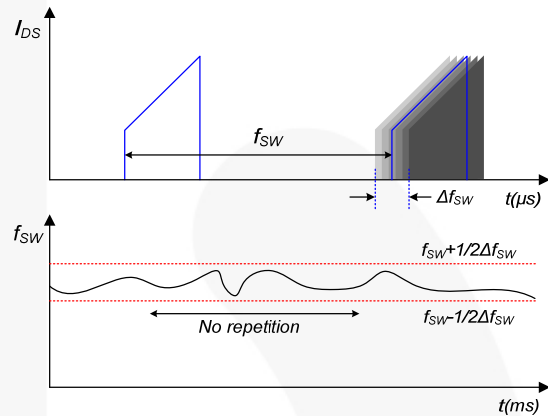 I_DS
f_SW
Δf_SW
t(μs)
f_SW
f_SW+1/2Δf_SW
f_SW-1/2Δf_SW
No repetition
t(ms)